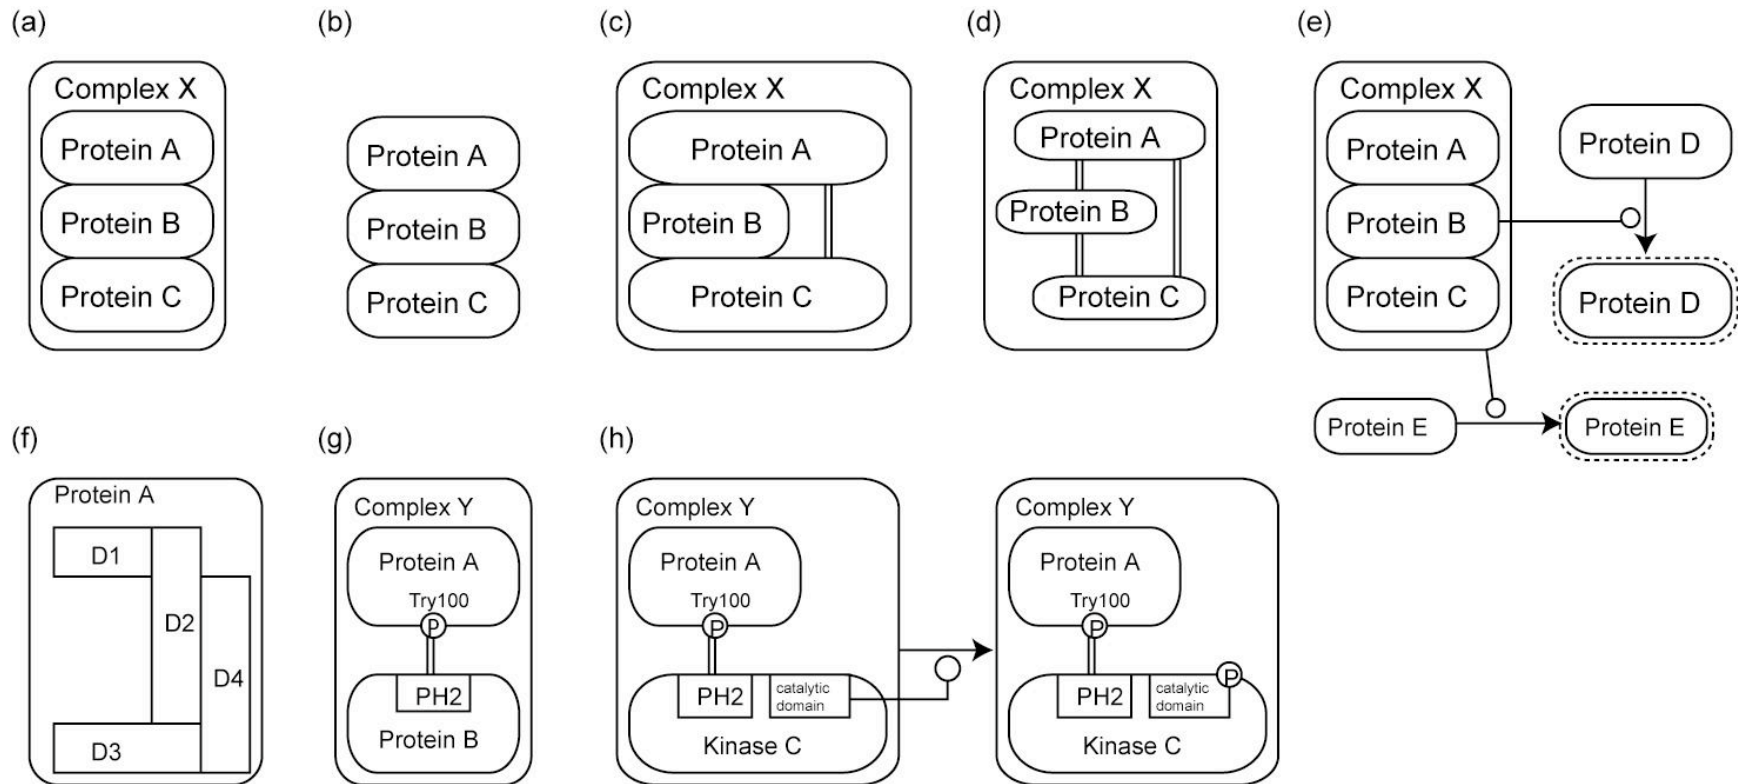 (a)
Complex X
Protein A
Protein B
Protein C
(b)
Protein A
Protein B
Protein C
(c)
Complex X
Protein A
Protein B
Protein C
(d)
Complex X
Protein A
Protein B
Protein C
(e)
Complex X
Protein A
Protein B
Protein C
Protein D
Protein D
Protein E
Protein E
(f)
Protein A
D1
D2
D4
D3
(g)
Complex Y
Protein A
Try100
P
PH2
Protein B
(h)
Complex Y
Protein A
Try100
P
PH2
catalytic
domain
Kinase C
Complex Y
Protein A
Try100
P
PH2
catalytic
domain
P
Kinase C